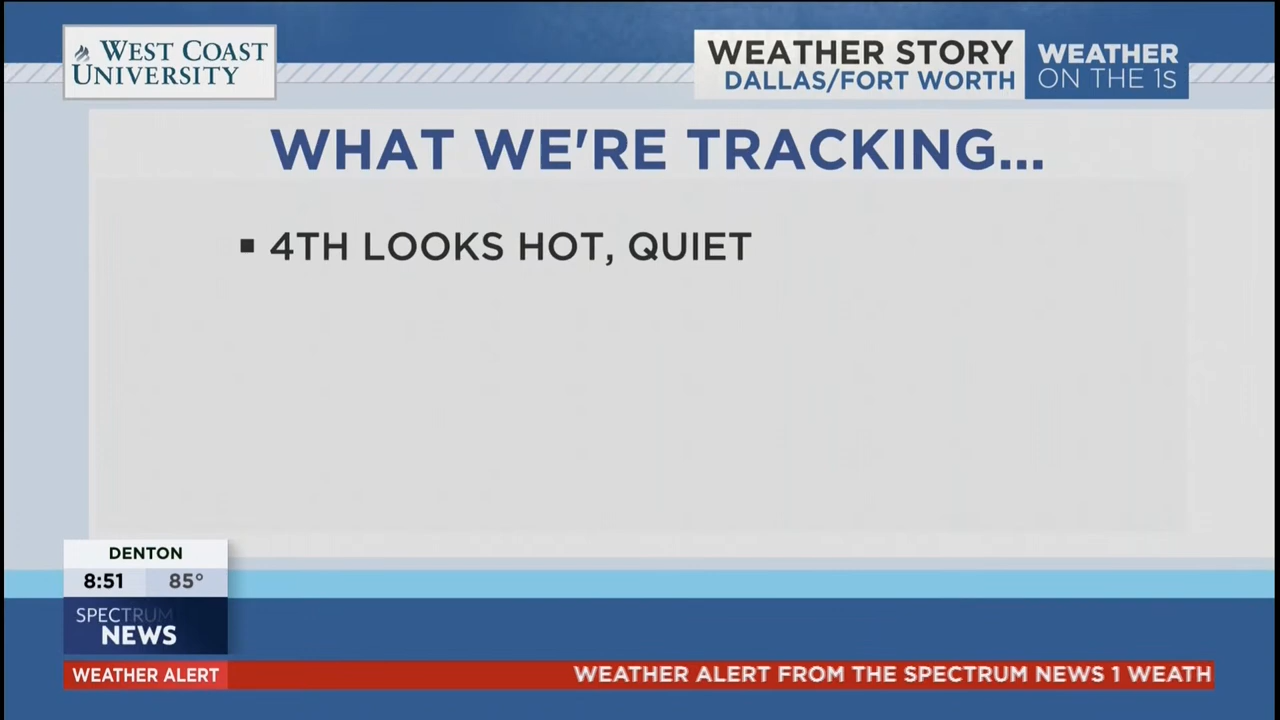 WEST COAST
UNIVERSITY
WEATHER STORY
DALLAS/FORT WORTH
WEATHER
ON THE 1S
WHAT WE'RE TRACKING...
▪ 4TH LOOKS HOT, QUIET
DENTON
8:51 85°
SPECTRUM
NEWS
WEATHER ALERT
WEATHER ALERT FROM THE SPECTRUM NEWS 1 WEATH